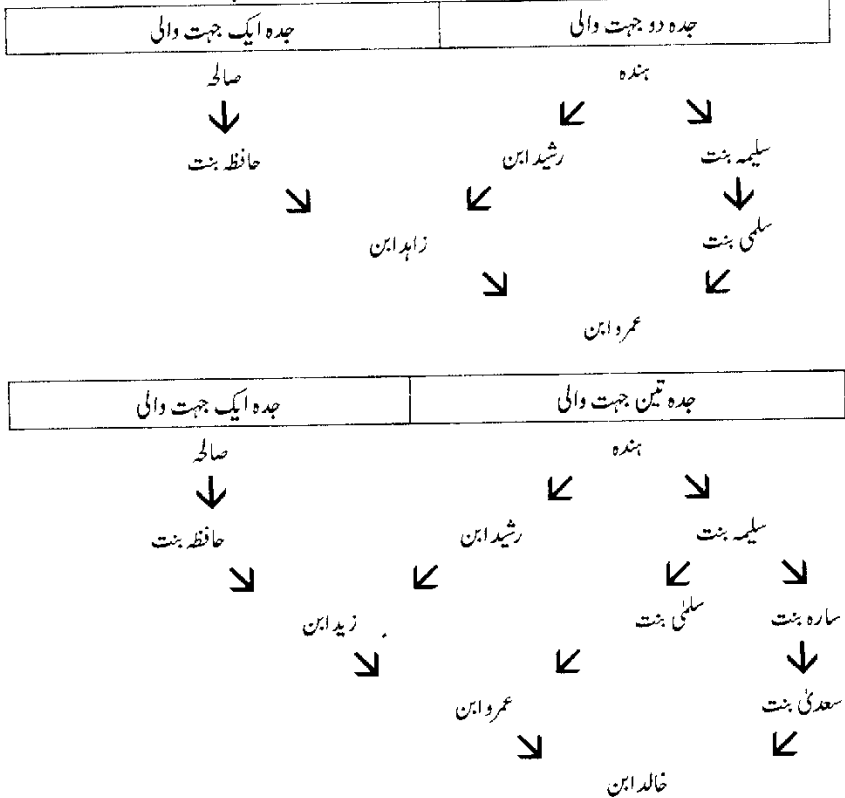 جدہ دو جہت والی	جدہ ایک جہت والی
ہندہ	صالحہ
سلیمہ بنت	رشید ابن	حافظہ بنت
سلمی بنت	زاہد ابن
عمرو ابن
جدہ تین جہت والی	جدہ ایک جہت والی
ہندہ	صالحہ
سلیمہ بنت	رشید ابن	حافظہ بنت
سارہ بنت	سلمٰی بنت	زید ابن
سعدیٰ بنت	عمرو ابن
خالد ابن